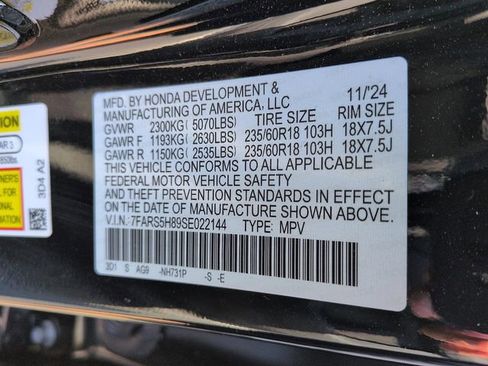 MFD. BY HONDA DEVELOPMENT & 11/'24
MANUFACTURING OF AMERICA, LLC
GVWR 2300KG (5070LBS) TIRE SIZE RIM SIZE
GAWR F 1193KG (2630LBS) 235/60R18 103H 18X7.5J
GAWR R 1150KG (2535LBS) 235/60R18 103H 18X7.5J
THIS VEHICLE CONFORMS TO ALL APPLICABLE
FEDERAL MOTOR VEHICLE SAFETY
AND THEFT PREVENTION STANDARDS IN EFFECT
ON THE DATE OF MANUFACTURE SHOWN ABOVE.
V.I.N. 7FARS5H89SE022144 TYPE: MPV
3D1 S AG9 -NH731P -S -E
3D4 A2
850lbs
FOR